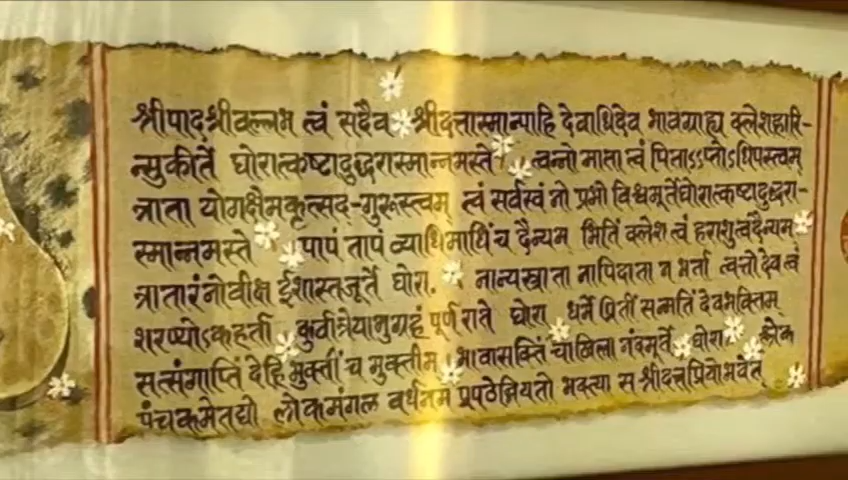 श्रीपाद श्रीवल्लभ त्वं सदैव श्रीदत्तास्मान्पाहि देवाधिदेव भावग्राह्य क्लेशहारि-
न्सुकीर्ते घोरात्कष्टादुद्धरास्मान्नमस्ते त्वन्नो माता त्वं पिताऽऽप्तोऽधिपस्त्वम्
त्राता योगक्षेमकृत्सद-गुरूस्त्वम् त्वं सर्वस्वं नो प्रभो विश्वमूर्तेघोरात्कष्टादुद्धरा-
स्मान्नमस्ते पापं तापं व्याधिमाधिं च दैन्यम् भितिं क्लेशं त्वं हराशुत्वदैन्यम्
त्रातारंनोवीक्ष ईशास्तजूर्ते घोरा. नान्यस्त्राता नापिदाता न भर्ता त्वत्तो देव त्वं
शरण्योऽकहर्ता कुर्वात्रेयानुग्रहं पूर्णराते घोरा धर्मे प्रितीं सन्मतिं देवभक्तिम्
सत्संगाप्तिं देहि भुक्तीं च मुक्तीम् भावासक्तिं चाखिलानंदमूर्ते घोरा श्लोक
पंचकमेतद्यो लोकमंगल वर्धनम प्रपठेन्नियतो भक्त्या स श्रीदत्तप्रियोभवेत्